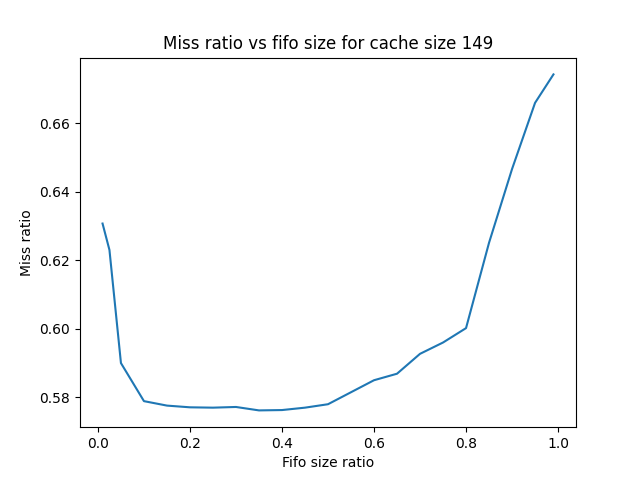 Miss ratio vs fifo size for cache size 149
Miss ratio
0.66
0.64
0.62
0.60
0.58
0.0 0.2 0.4 0.6 0.8 1.0
Fifo size ratio